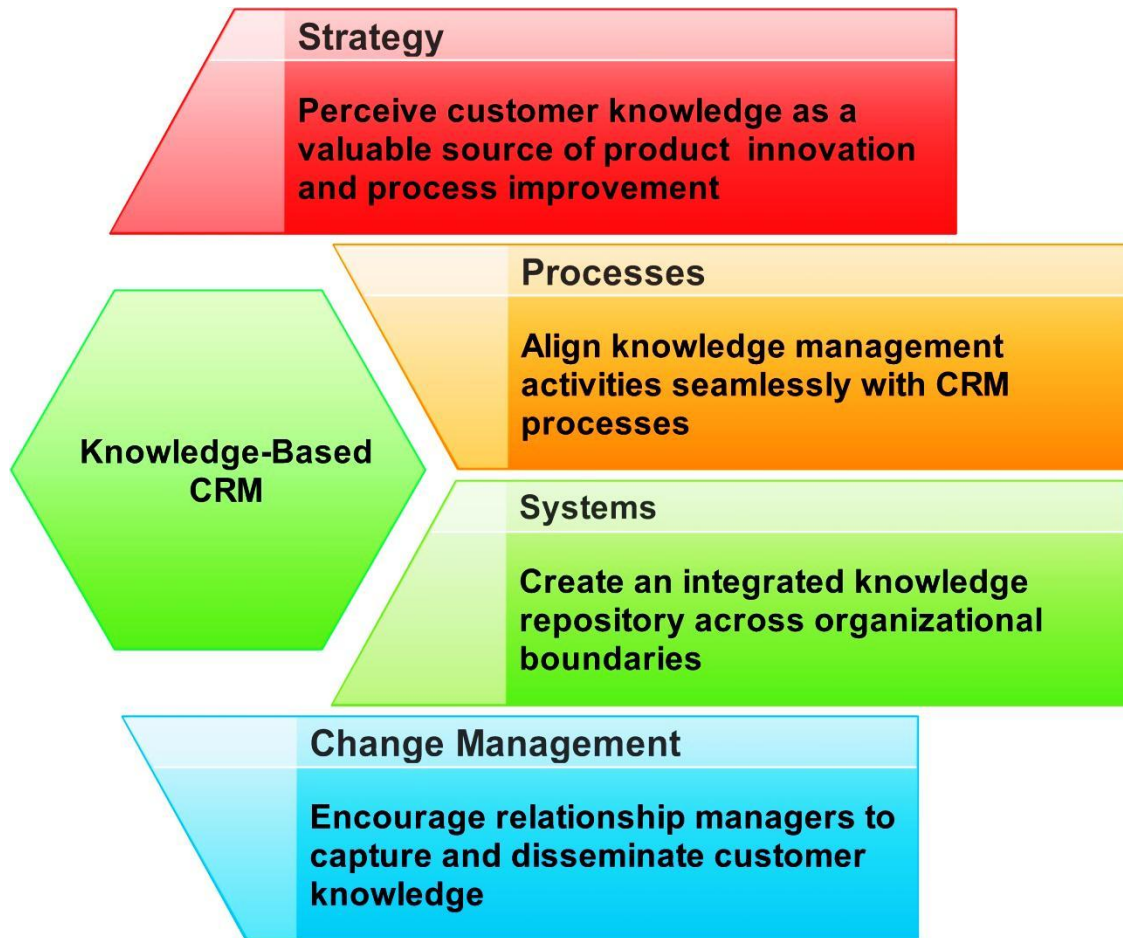 Strategy
Perceive customer knowledge as a
valuable source of product innovation
and process improvement
Processes
Align knowledge management
activities seamlessly with CRM
processes
Knowledge-Based
CRM
Systems
Create an integrated knowledge
repository across organizational
boundaries
Change Management
Encourage relationship managers to
capture and disseminate customer
knowledge